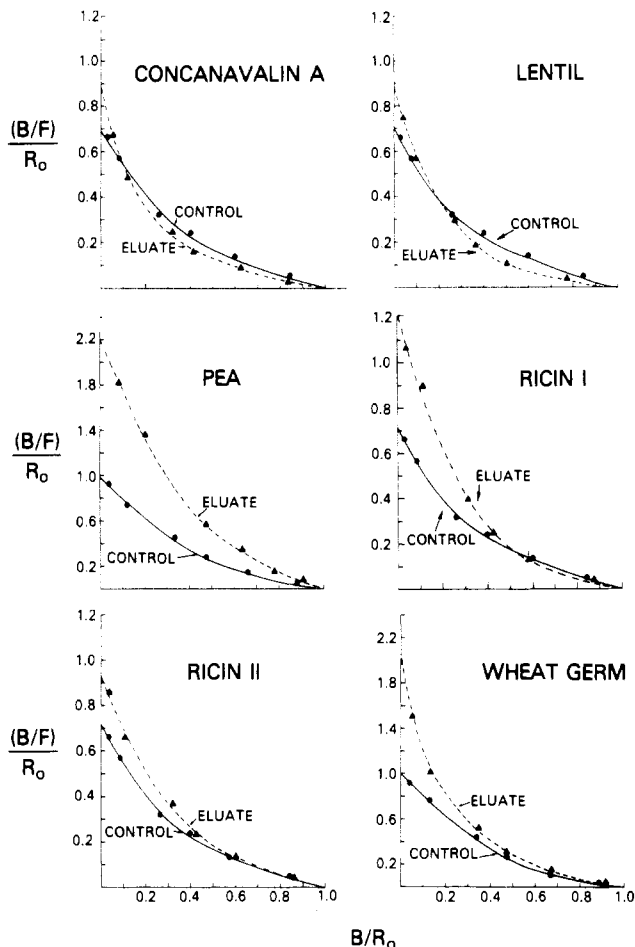 CONCANAVALIN A
1.2
1.0
0.8
0.6
0.4
0.2
(B/F)
R₀
CONTROL
ELUATE
LENTIL
1.2
1.0
0.8
0.6
0.4
0.2
CONTROL
ELUATE
PEA
2.2
1.8
1.4
1.0
0.6
0.2
(B/F)
R₀
ELUATE
CONTROL
RICIN I
1.2
1.0
0.8
0.6
0.4
0.2
ELUATE
CONTROL
RICIN II
1.2
1.0
0.8
0.6
0.4
0.2
(B/F)
R₀
ELUATE
CONTROL
0.2 0.4 0.6 0.8 1.0
WHEAT GERM
2.2
1.8
1.4
1.0
0.6
0.2
ELUATE
CONTROL
0.2 0.4 0.6 0.8 1.0
B/R₀